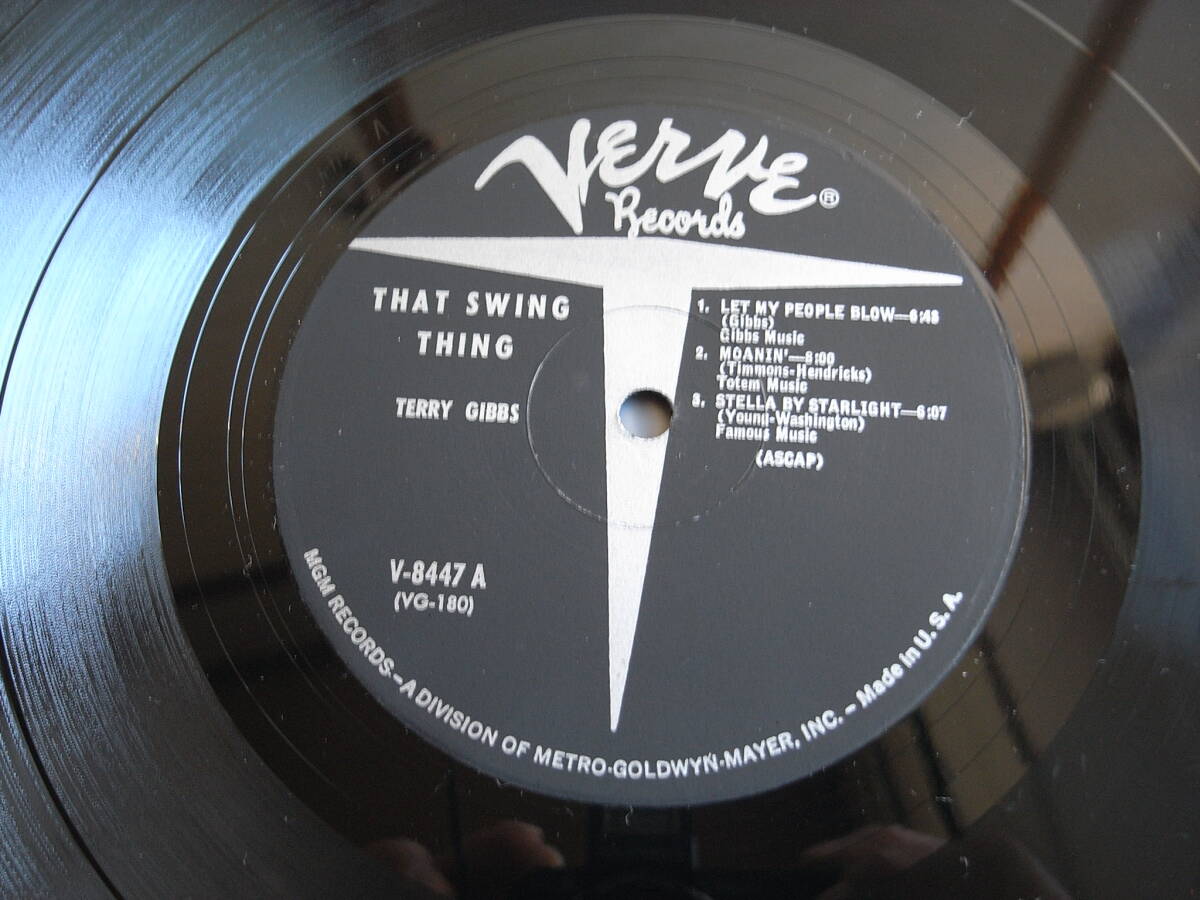 Verve ®
Records
THAT SWING
THING
TERRY GIBBS
1. LET MY PEOPLE BLOW—6:48
(Gibbs)
Gibbs Music
2. MOANIN'—8:00
(Timmons-Hendricks)
Totem Music
3. STELLA BY STARLIGHT—6:07
(Young-Washington)
Famous Music
(ASCAP)
V-8447 A
(VG-180)
MGM RECORDS-A DIVISION OF METRO-GOLDWYN-MAYER, INC. - Made in U. S. A.